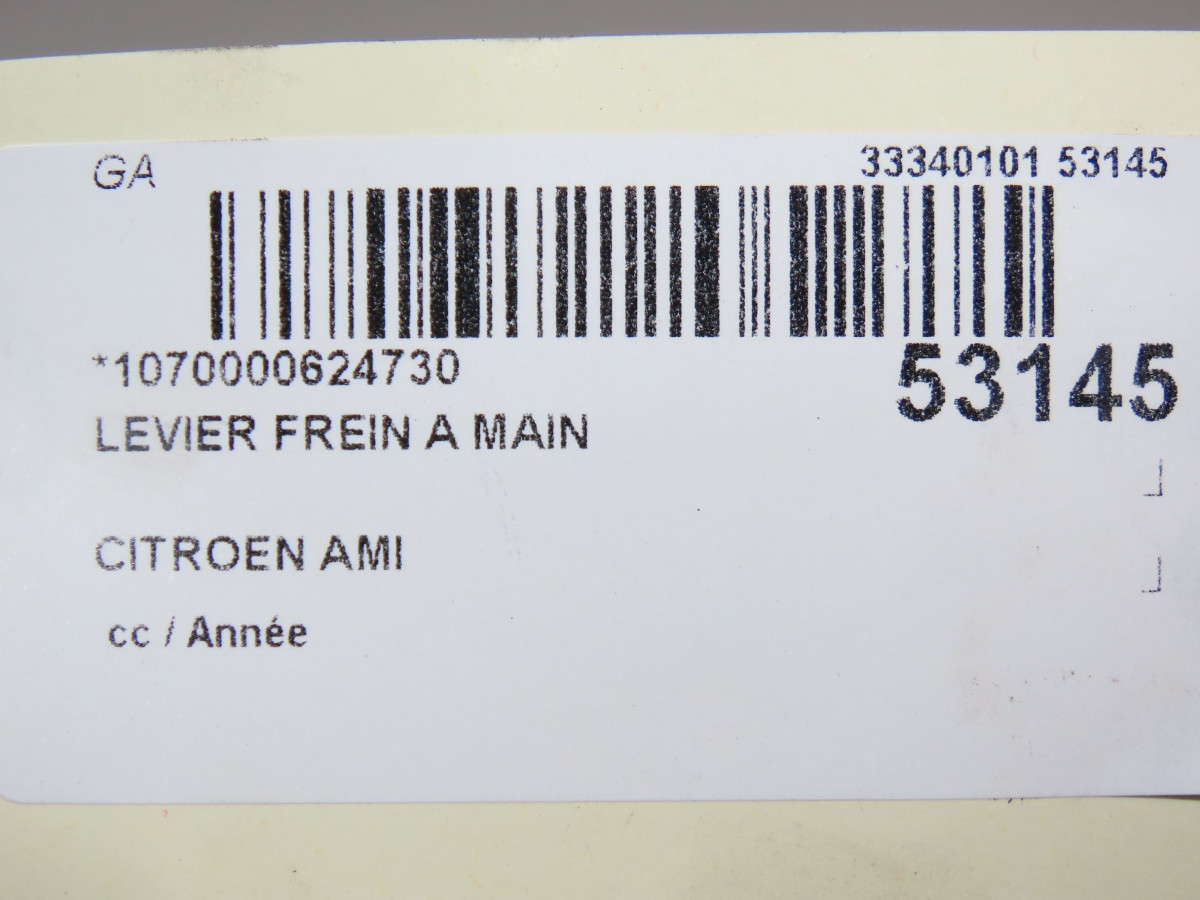 GA
33340101 53145
*1070000624730
53145
LEVIER FREIN A MAIN
CITROEN AMI
cc / Année